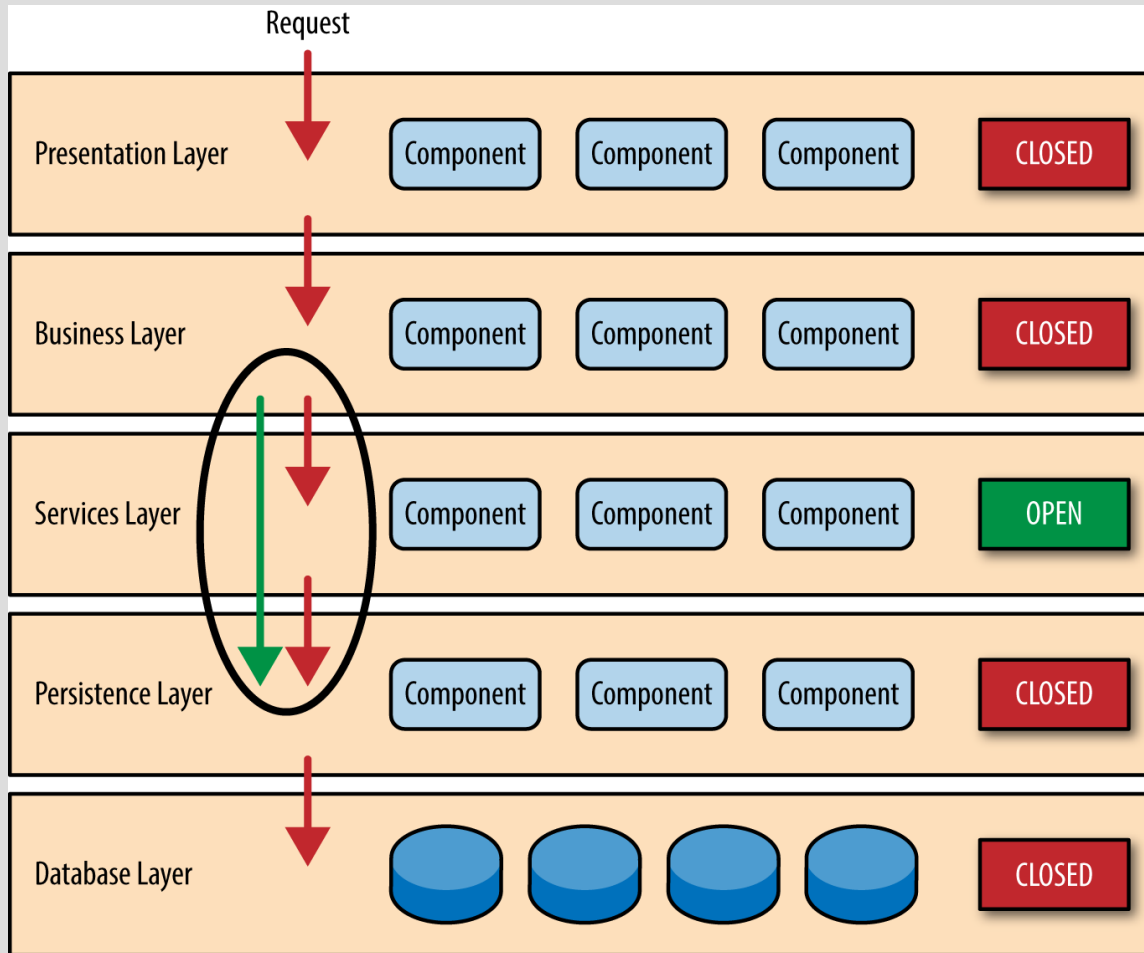 Request
Presentation Layer Component Component Component CLOSED
Business Layer Component Component Component CLOSED
Services Layer Component Component Component OPEN
Persistence Layer Component Component Component CLOSED
Database Layer CLOSED